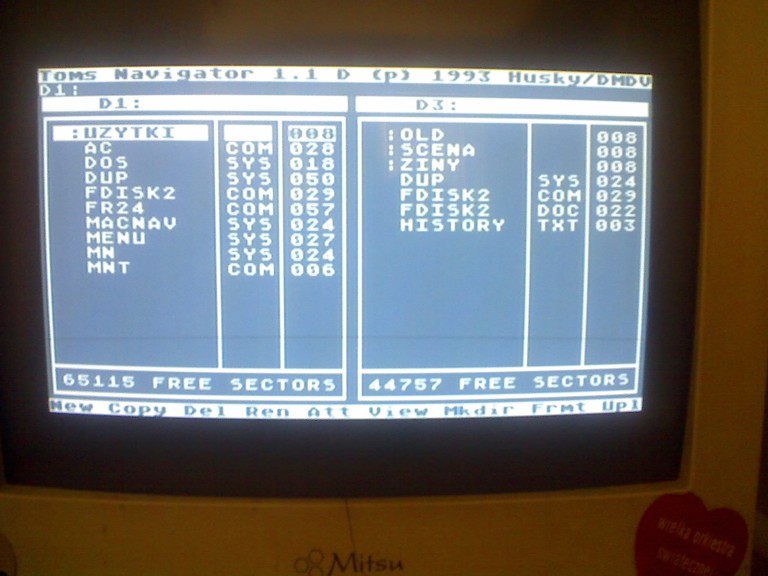 Toms Navigator 1.1 D (p) 1993 Husky/DMDV
D1:
D1: D3:
:UZYTKI 008 :OLD 008
AC COM 028 :SCENA 008
DOS SYS 018 :ZINY 008
DUP SYS 050 DUP SYS 024
FDISK2 COM 029 FDISK2 COM 029
FR24 COM 057 FDISK2 DOC 022
MACNAV SYS 024 HISTORY TXT 003
MENU SYS 027
MN SYS 024
MNT COM 006
65115 FREE SECTORS 44757 FREE SECTORS
New Copy Del Ren Att View Mkdir Frmt Upl
Mitsu
wielka orkiestra
świątecznej